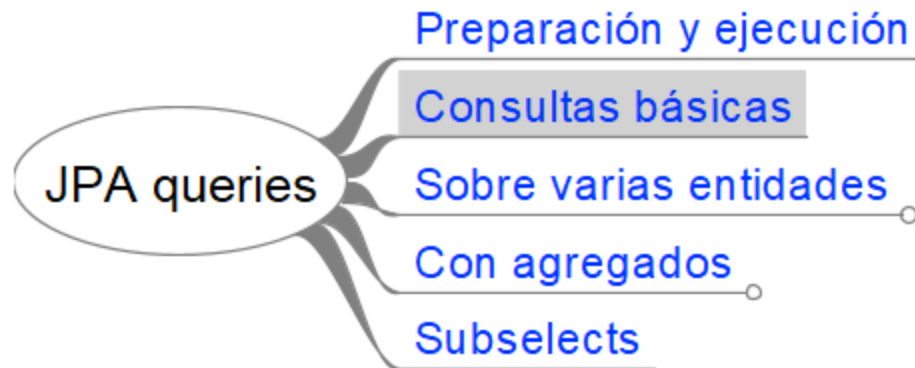 Preparación y ejecución
Consultas básicas
JPA queries
Sobre varias entidades
Con agregados
Subselects